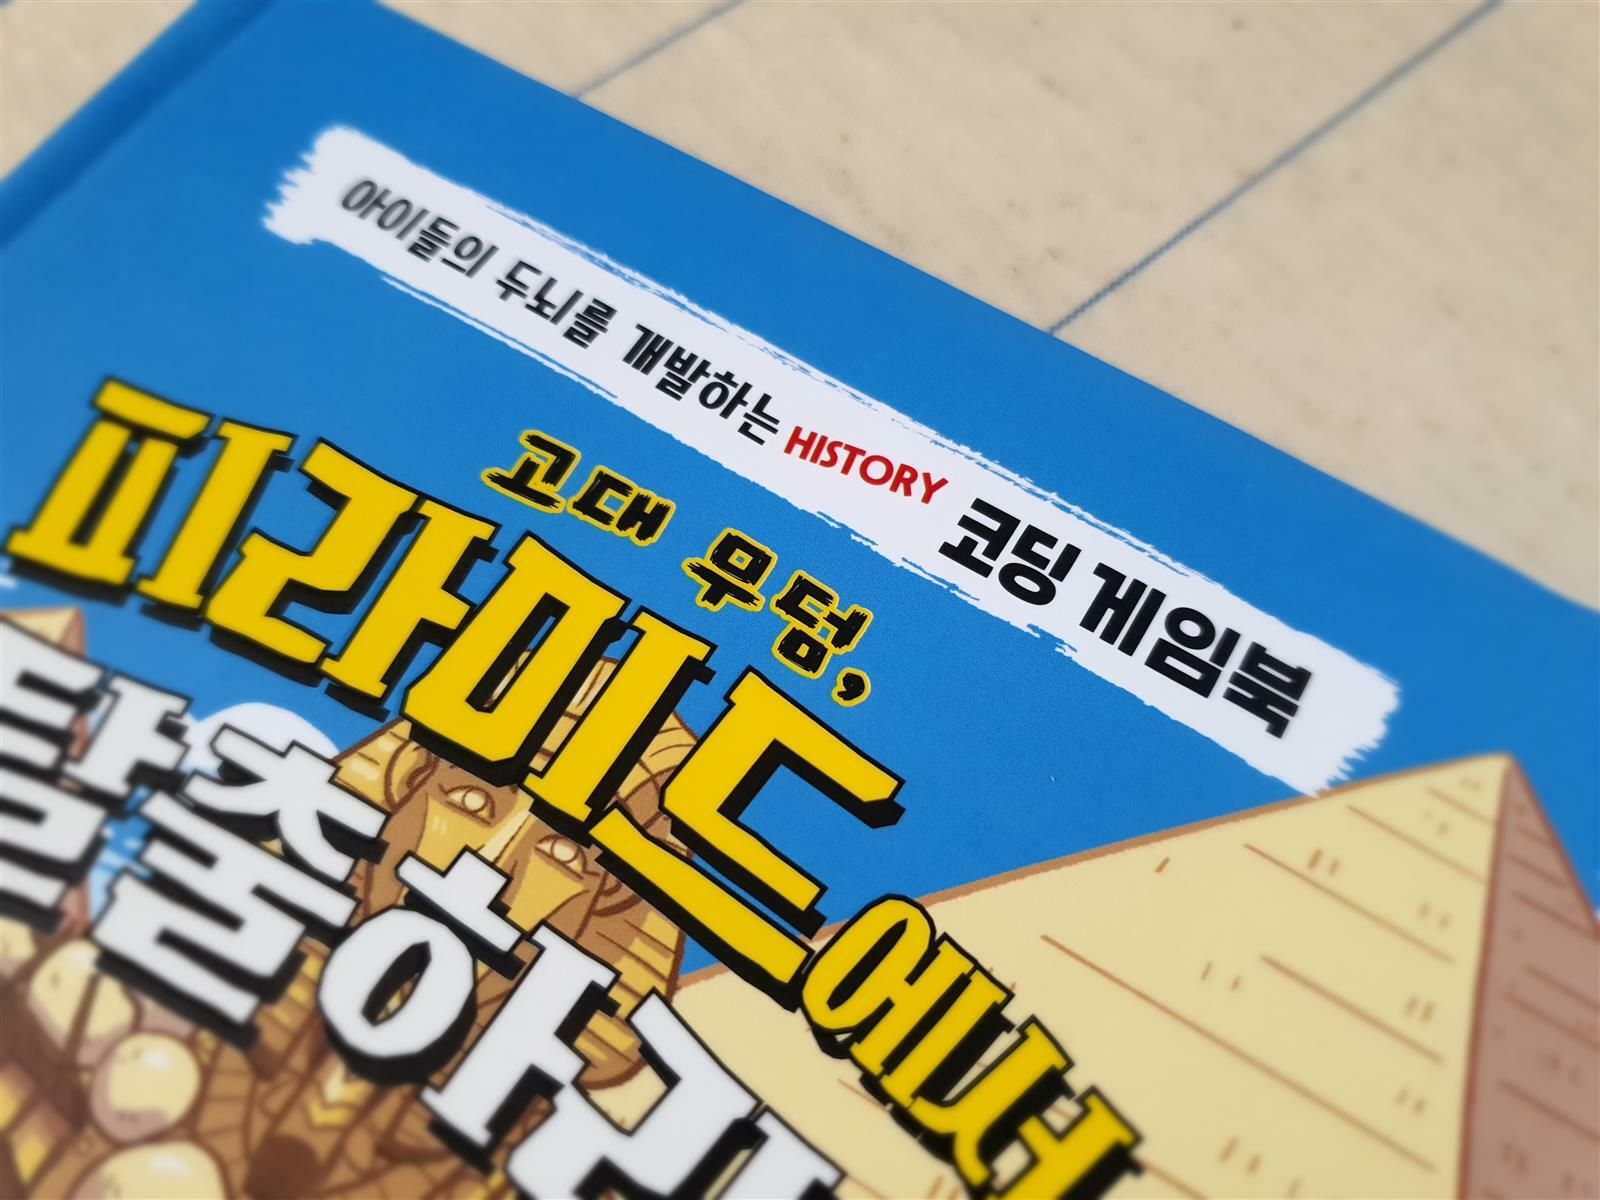 아이들의 두뇌를 개발하는 HISTORY 코딩 게임북
고대 무덤,
피라미드에서
탈출하라